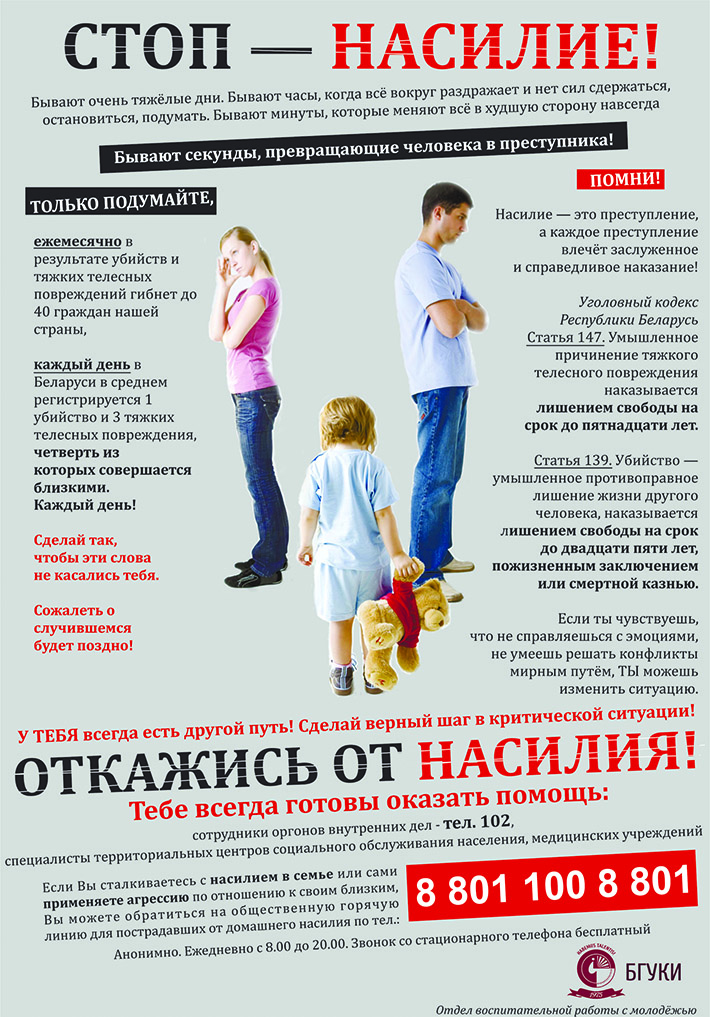 СТОП — НАСИЛИЕ!
Бывают очень тяжёлые дни. Бывают часы, когда всё вокруг раздражает и нет сил сдержаться,
остановиться, подумать. Бывают минуты, которые меняют всё в худшую сторону навсегда
Бывают секунды, превращающие человека в преступника!
ТОЛЬКО ПОДУМАЙТЕ,
ежемесячно в
результате убийств и
тяжких телесных
повреждений гибнет до
40 граждан нашей
страны,
каждый день в
Беларуси в среднем
регистрируется 1
убийство и 3 тяжких
телесных повреждения,
четверть из
которых совершается
близкими.
Каждый день!
Сделай так,
чтобы эти слова
не касались тебя.
Сожалеть о
случившемся
будет поздно!
ПОМНИ!
Насилие — это преступление,
а каждое преступление
влечёт заслуженное
и справедливое наказание!
Уголовный кодекс
Республики Беларусь
Статья 147. Умышленное
причинение тяжкого
телесного повреждения
наказывается
лишением свободы на
срок до пятнадцати лет.
Статья 139. Убийство —
умышленное противоправное
лишение жизни другого
человека, наказывается
лишением свободы на срок
до двадцати пяти лет,
пожизненным заключением
или смертной казнью.
Если ты чувствуешь,
что не справляешься с эмоциями,
не умеешь решать конфликты
мирным путём, ТЫ можешь
изменить ситуацию.
У ТЕБЯ всегда есть другой путь! Сделай верный шаг в критической ситуации!
ОТКАЖИСЬ ОТ НАСИЛИЯ!
Тебе всегда готовы оказать помощь:
сотрудники оргонов внутренних дел - тел. 102,
специалисты территориальных центров социального обслуживания населения, медицинских учреждений
Если Вы сталкиваетесь с насилием в семье или сами
применяете агрессию по отношению к своим близким,
Вы можете обратиться на общественную горячую
линию для пострадавших от домашнего насилия по тел.:
8 801 100 8 801
Анонимно. Ежедневно с 8.00 до 20.00. Звонок со стационарного телефона бесплатный
HABEMUS TALENTUM
1975
БГУКИ
Отдел воспитательной работы с молодёжью